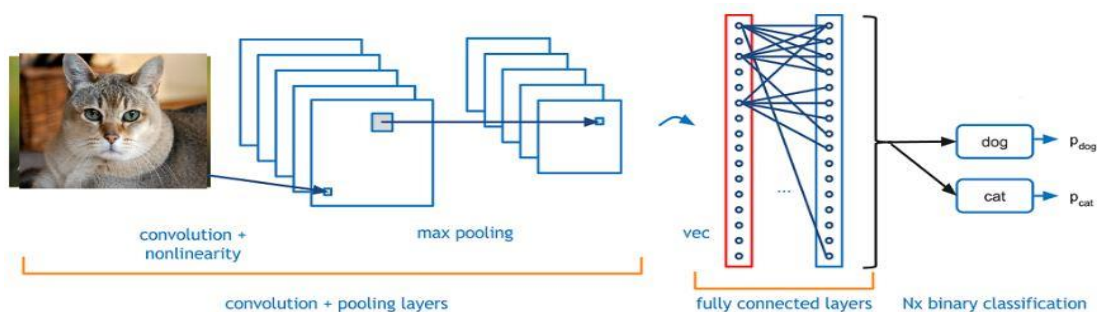 convolution +
nonlinearity
max pooling
vec
....
dog
cat
p_dog
p_cat
convolution + pooling layers
fully connected layers
Nx binary classification